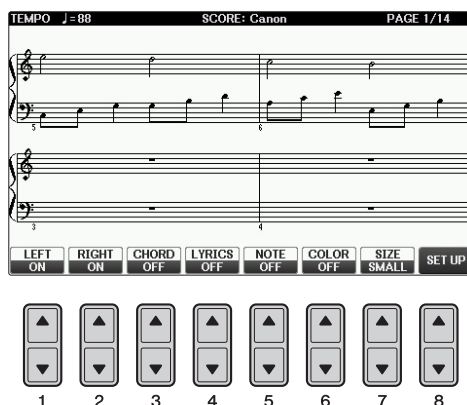 TEMPO ♩=88 SCORE: Canon PAGE 1/14
5 6
3 4
LEFT RIGHT CHORD LYRICS NOTE COLOR SIZE SET UP
ON ON OFF OFF OFF OFF SMALL
1 2 3 4 5 6 7 8